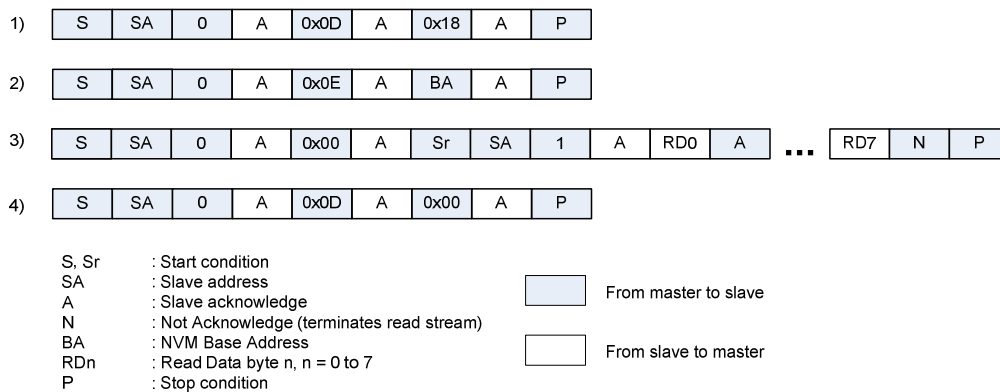 1) S SA 0 A 0x0D A 0x18 A P
2) S SA 0 A 0x0E A BA A P
3) S SA 0 A 0x00 A Sr SA 1 A RD0 A ... RD7 N P
4) S SA 0 A 0x0D A 0x00 A P
S, Sr : Start condition
SA : Slave address
A : Slave acknowledge
N : Not Acknowledge (terminates read stream)
BA : NVM Base Address
RDn : Read Data byte n, n = 0 to 7
P : Stop condition
From master to slave
From slave to master